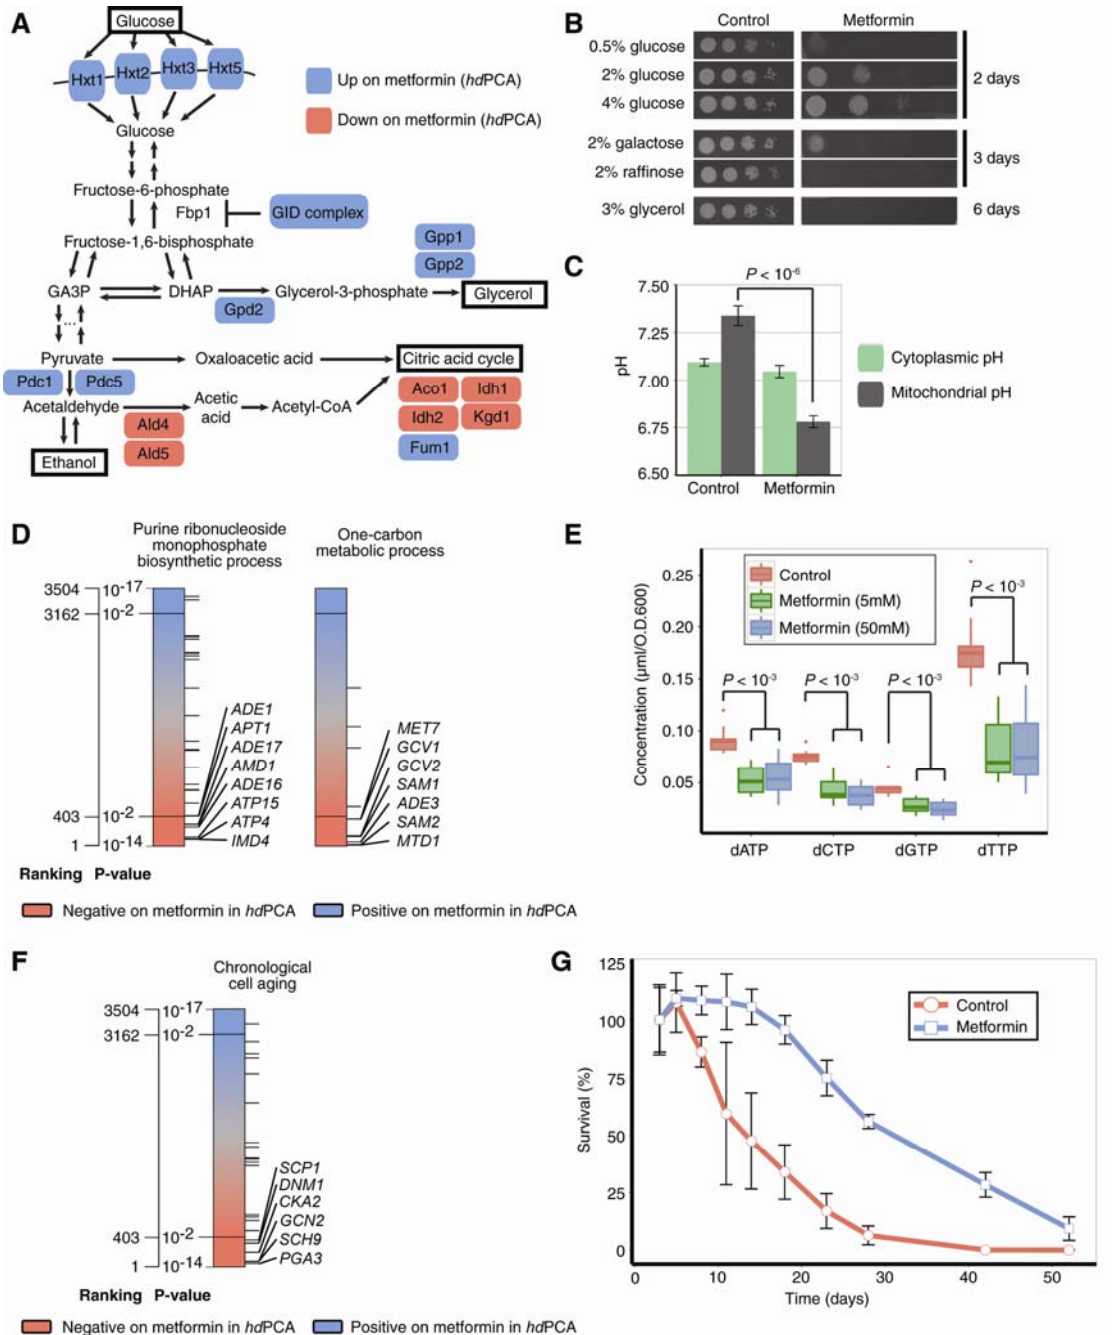 A
Glucose
Hxt1 Hxt2 Hxt3 Hxt5
Glucose
Fructose-6-phosphate
Fbp1
GID complex
Fructose-1,6-bisphosphate
Gpp1
Gpp2
GA3P DHAP Glycerol-3-phosphate Glycerol
Gpd2
...
Pyruvate Oxaloacetic acid Citric acid cycle
Pdc1 Pdc5
Acetaldehyde Acetic acid Acetyl-CoA
Aco1 Idh1
Idh2 Kgd1
Fum1
Ald4
Ald5
Ethanol
Up on metformin (hdPCA)
Down on metformin (hdPCA)
B
Control Metformin
0.5% glucose
2% glucose
4% glucose
2 days
2% galactose
2% raffinose
3 days
3% glycerol
6 days
C
P < 10-6
7.50
7.25
7.00
6.75
6.50
pH
Control Metformin
Cytoplasmic pH
Mitochondrial pH
D
Purine ribonucleoside
monophosphate
biosynthetic process
One-carbon
metabolic process
3504 10-17
3162 10-2
403 10-2
1 10-14
Ranking P-value
ADE1
APT1
ADE17
AMD1
ADE16
ATP15
ATP4
IMD4
MET7
GCV1
GCV2
SAM1
ADE3
SAM2
MTD1
Negative on metformin in hdPCA Positive on metformin in hdPCA
E
Control
Metformin (5mM)
Metformin (50mM)
P < 10-3
P < 10-3
P < 10-3
P < 10-3
0.25
0.20
0.15
0.10
0.05
Concentration (µml/O.D.600)
dATP dCTP dGTP dTTP
F
Chronological
cell aging
3504 10-17
3162 10-2
403 10-2
1 10-14
Ranking P-value
SCP1
DNM1
CKA2
GCN2
SCH9
PGA3
Negative on metformin in hdPCA Positive on metformin in hdPCA
G
Control
Metformin
125
100
75
50
25
0
Survival (%)
0 10 20 30 40 50
Time (days)